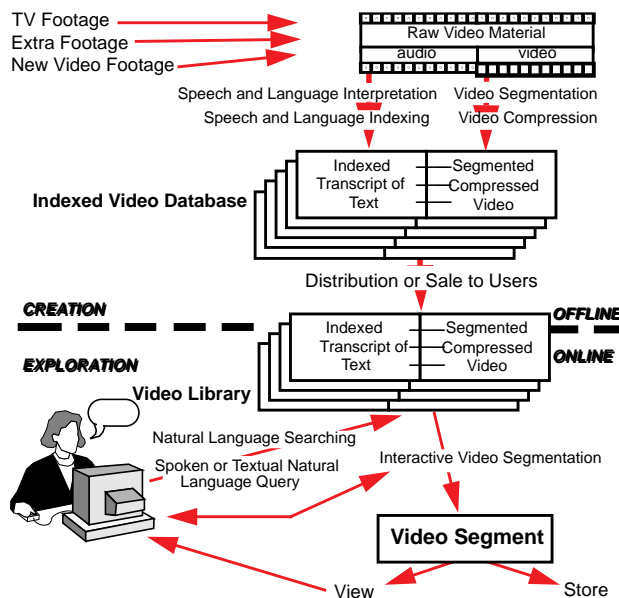 TV Footage
Extra Footage
New Video Footage
Raw Video Material
audio
video
Speech and Language Interpretation
Video Segmentation
Speech and Language Indexing
Video Compression
Indexed Video Database
Indexed
Transcript of
Text
Segmented
Compressed
Video
Distribution or Sale to Users
CREATION
OFFLINE
EXPLORATION
ONLINE
Indexed
Transcript of
Text
Segmented
Compressed
Video
Video Library
Natural Language Searching
Spoken or Textual Natural
Language Query
Interactive Video Segmentation
Video Segment
View
Store